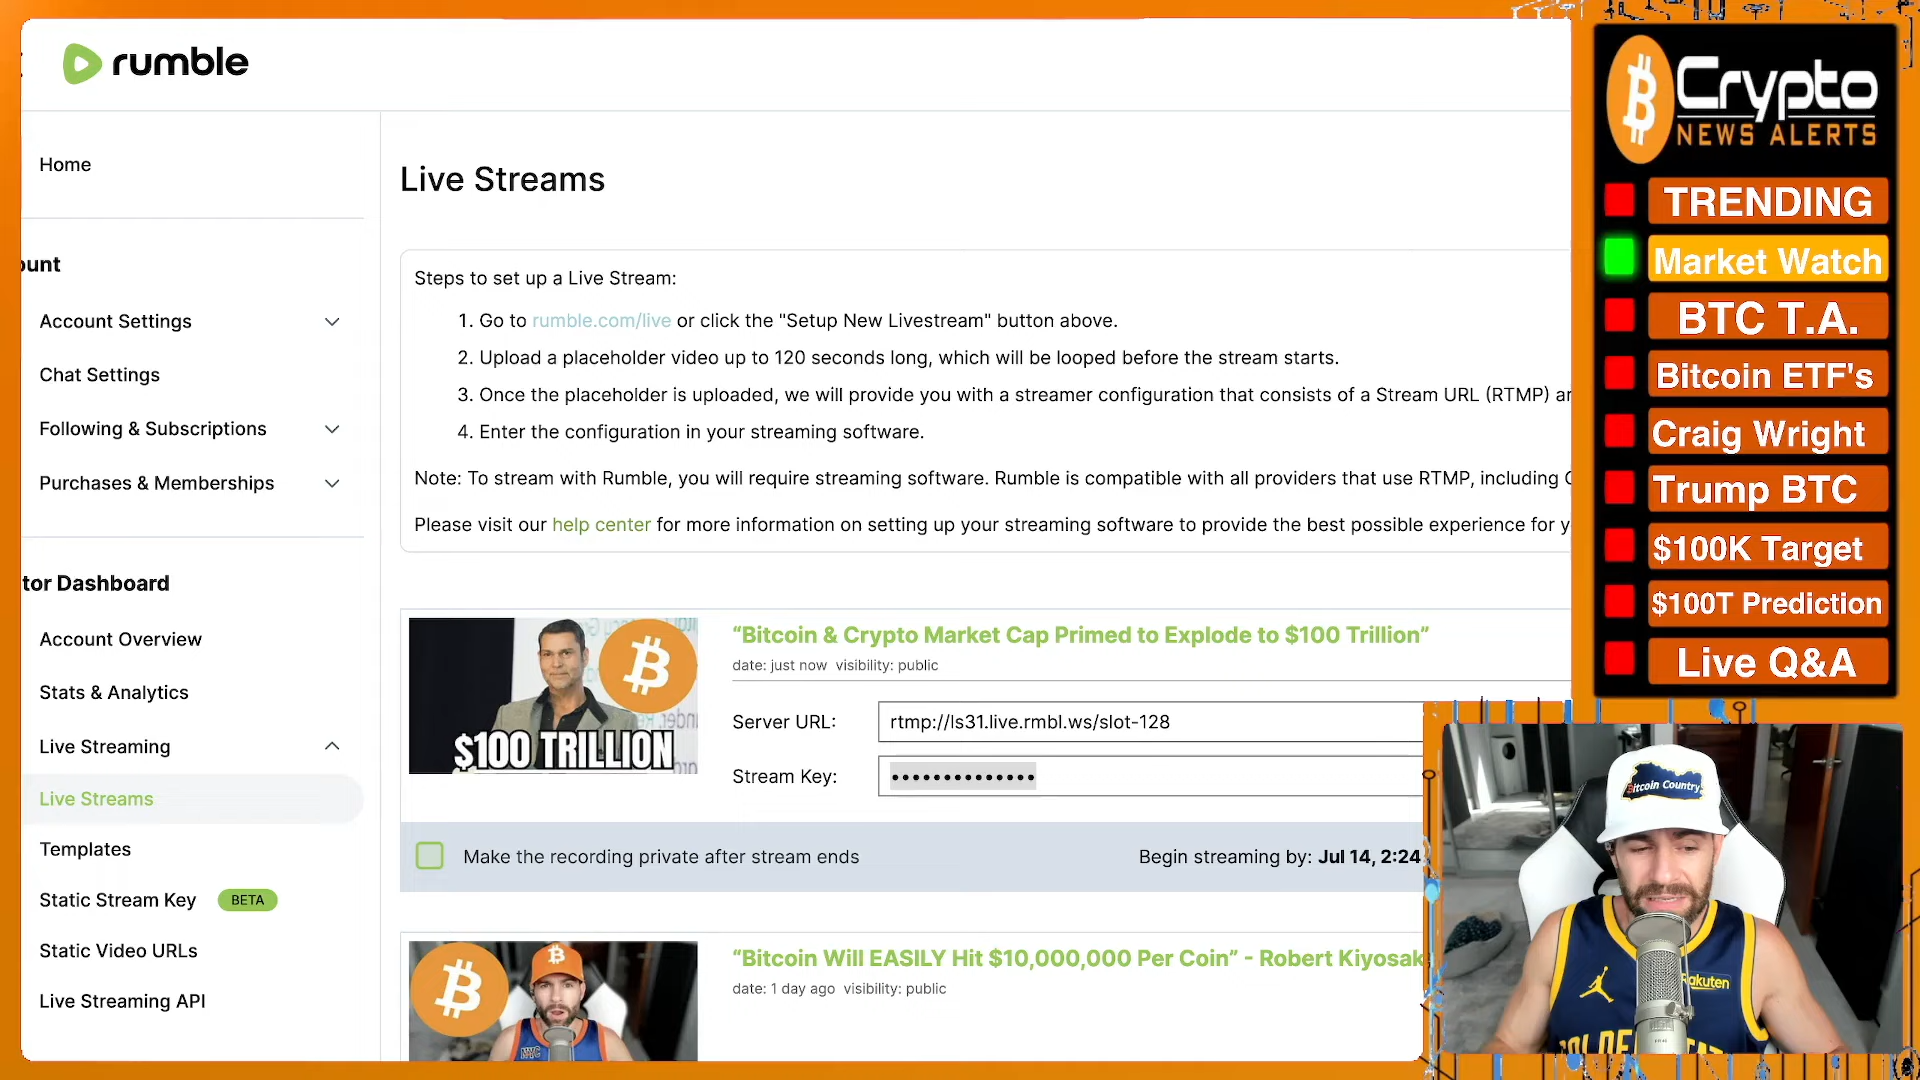 rumble
Home
ount
Account Settings
Chat Settings
Following & Subscriptions
Purchases & Memberships
tor Dashboard
Account Overview
Stats & Analytics
Live Streaming
Live Streams
Templates
Static Stream Key BETA
Static Video URLs
Live Streaming API
Live Streams
Steps to set up a Live Stream:
1. Go to rumble.com/live or click the "Setup New Livestream" button above.
2. Upload a placeholder video up to 120 seconds long, which will be looped before the stream starts.
3. Once the placeholder is uploaded, we will provide you with a streamer configuration that consists of a Stream URL (RTMP)
4. Enter the configuration in your streaming software.
Note: To stream with Rumble, you will require streaming software. Rumble is compatible with all providers that use RTMP, including
Please visit our help center for more information on setting up your streaming software to provide the best possible experience for
$100 TRILLION
“Bitcoin & Crypto Market Cap Primed to Explode to $100 Trillion”
date: just now visibility: public
Server URL: rtmp://ls31.live.rmbl.ws/slot-128
Stream Key: ••••••••••••••
Make the recording private after stream ends
Begin streaming by: Jul 14, 2:24
“Bitcoin Will EASILY Hit $10,000,000 Per Coin” - Robert Kiyosak
date: 1 day ago visibility: public
NYC
Crypto
NEWS ALERTS
TRENDING
Market Watch
BTC T.A.
Bitcoin ETF's
Craig Wright
Trump BTC
$100K Target
$100T Prediction
Live Q&A
Bitcoin Country
Rakuten